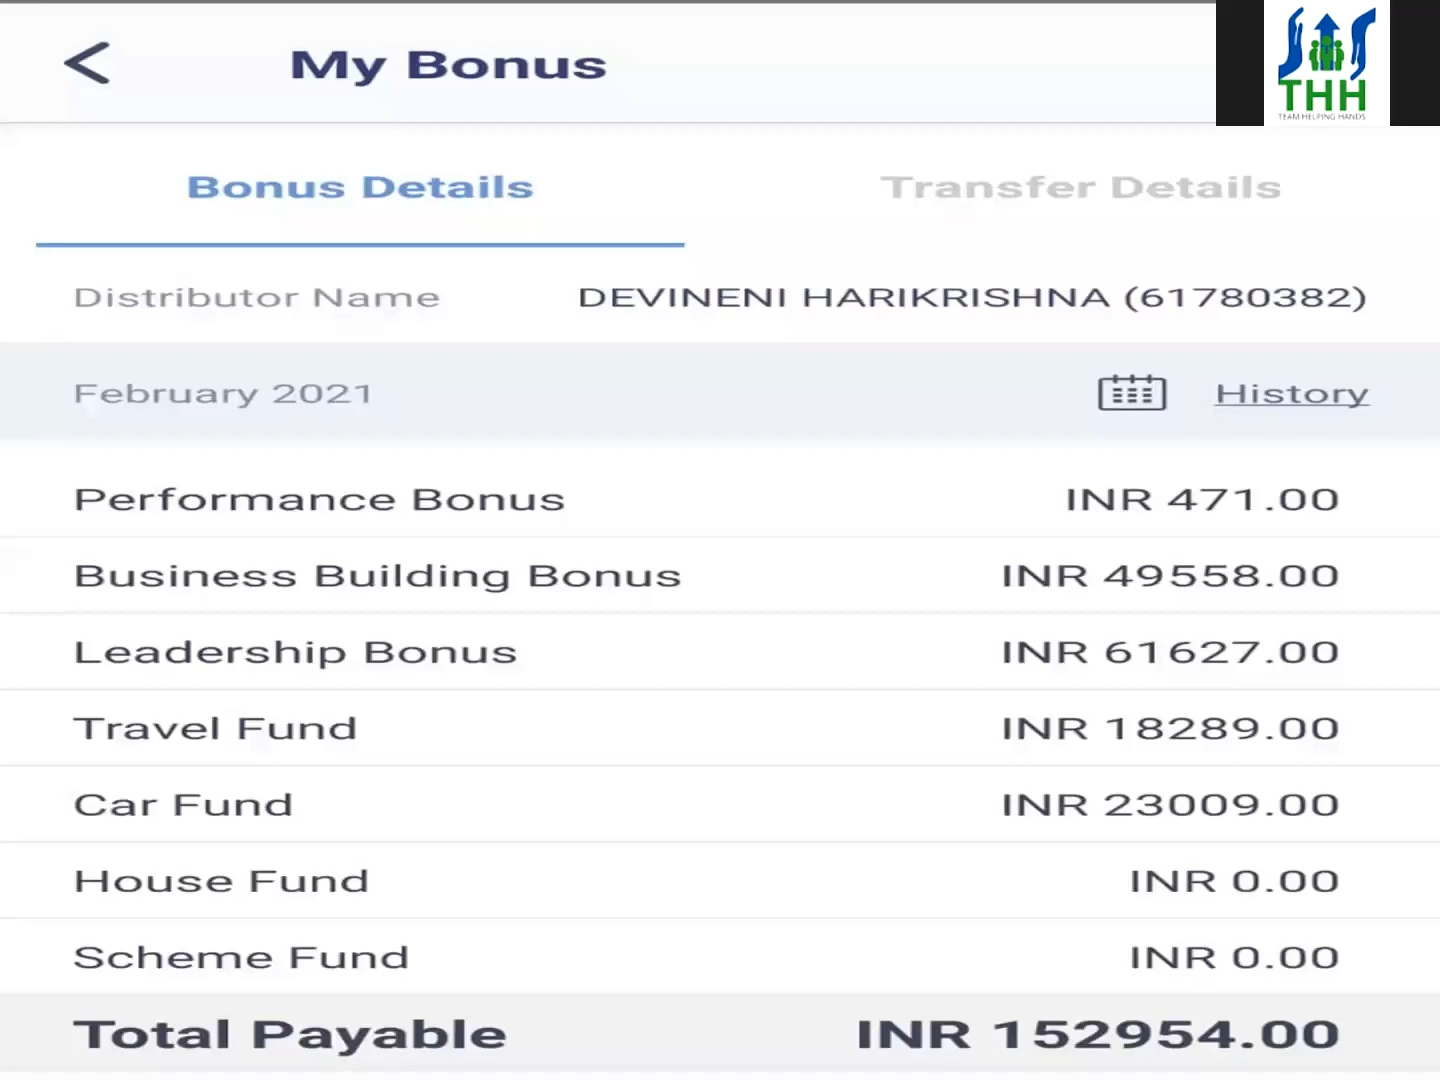 My Bonus
THH
TEAM HELPING HANDS
Bonus Details Transfer Details
Distributor Name DEVINENI HARIKRISHNA (61780382)
February 2021 History
Performance Bonus INR 471.00
Business Building Bonus INR 49558.00
Leadership Bonus INR 61627.00
Travel Fund INR 18289.00
Car Fund INR 23009.00
House Fund INR 0.00
Scheme Fund INR 0.00
Total Payable INR 152954.00